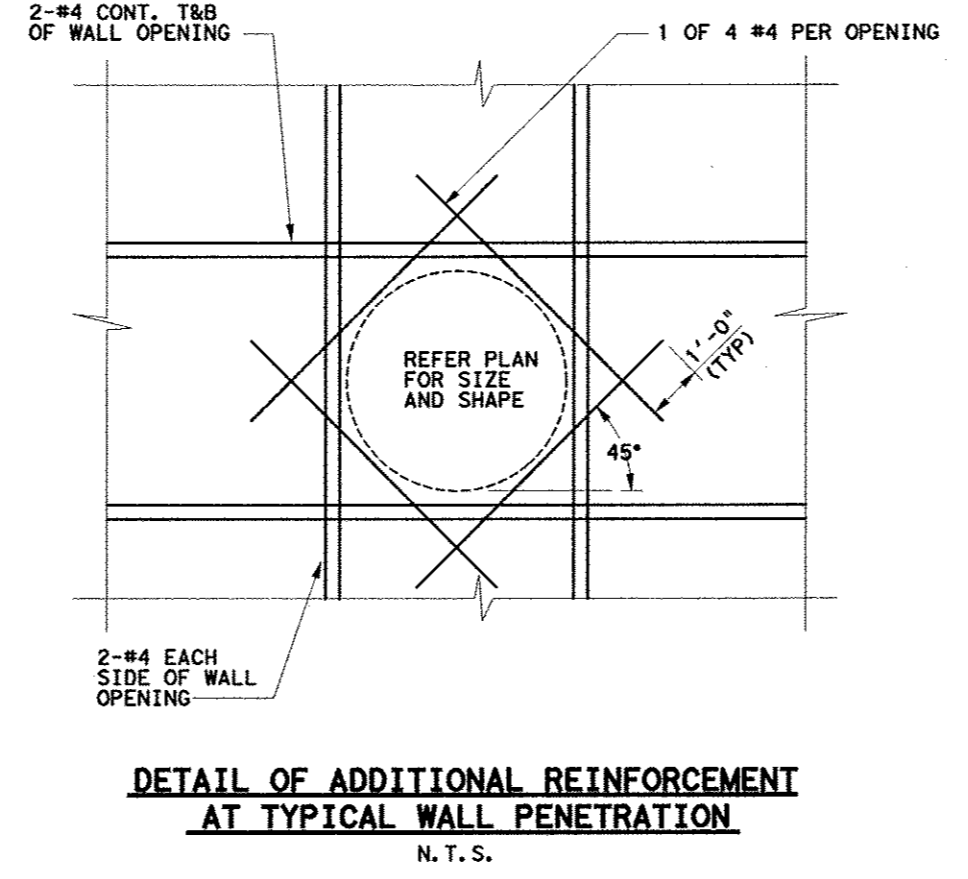 2-#4 CONT. T&B
OF WALL OPENING
1 OF 4 #4 PER OPENING
REFER PLAN
FOR SIZE
AND SHAPE
1'-0"
(TYP)
45°
2-#4 EACH
SIDE OF WALL
OPENING
DETAIL OF ADDITIONAL REINFORCEMENT
AT TYPICAL WALL PENETRATION
N.T.S.